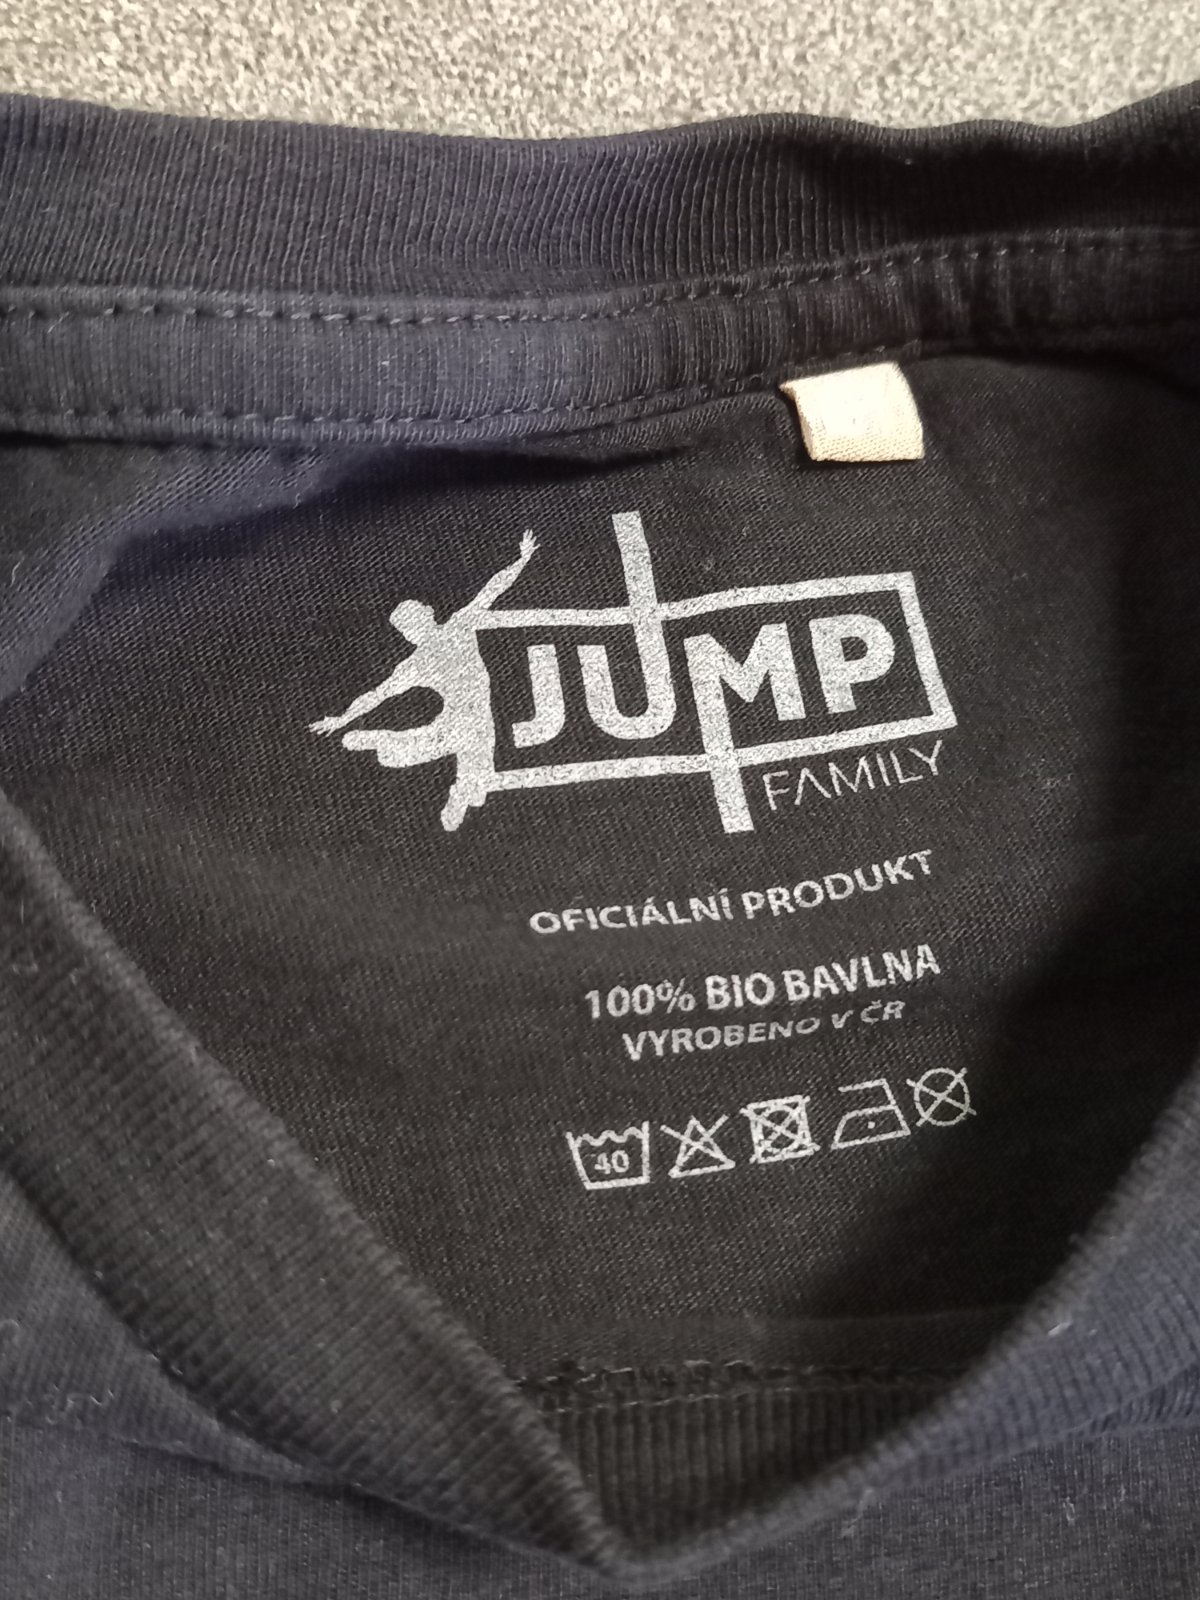 JUMP
FAMILY
OFICIÁLNÍ PRODUKT
100% BIO BAVLNA
VYROBENO V ČR
40